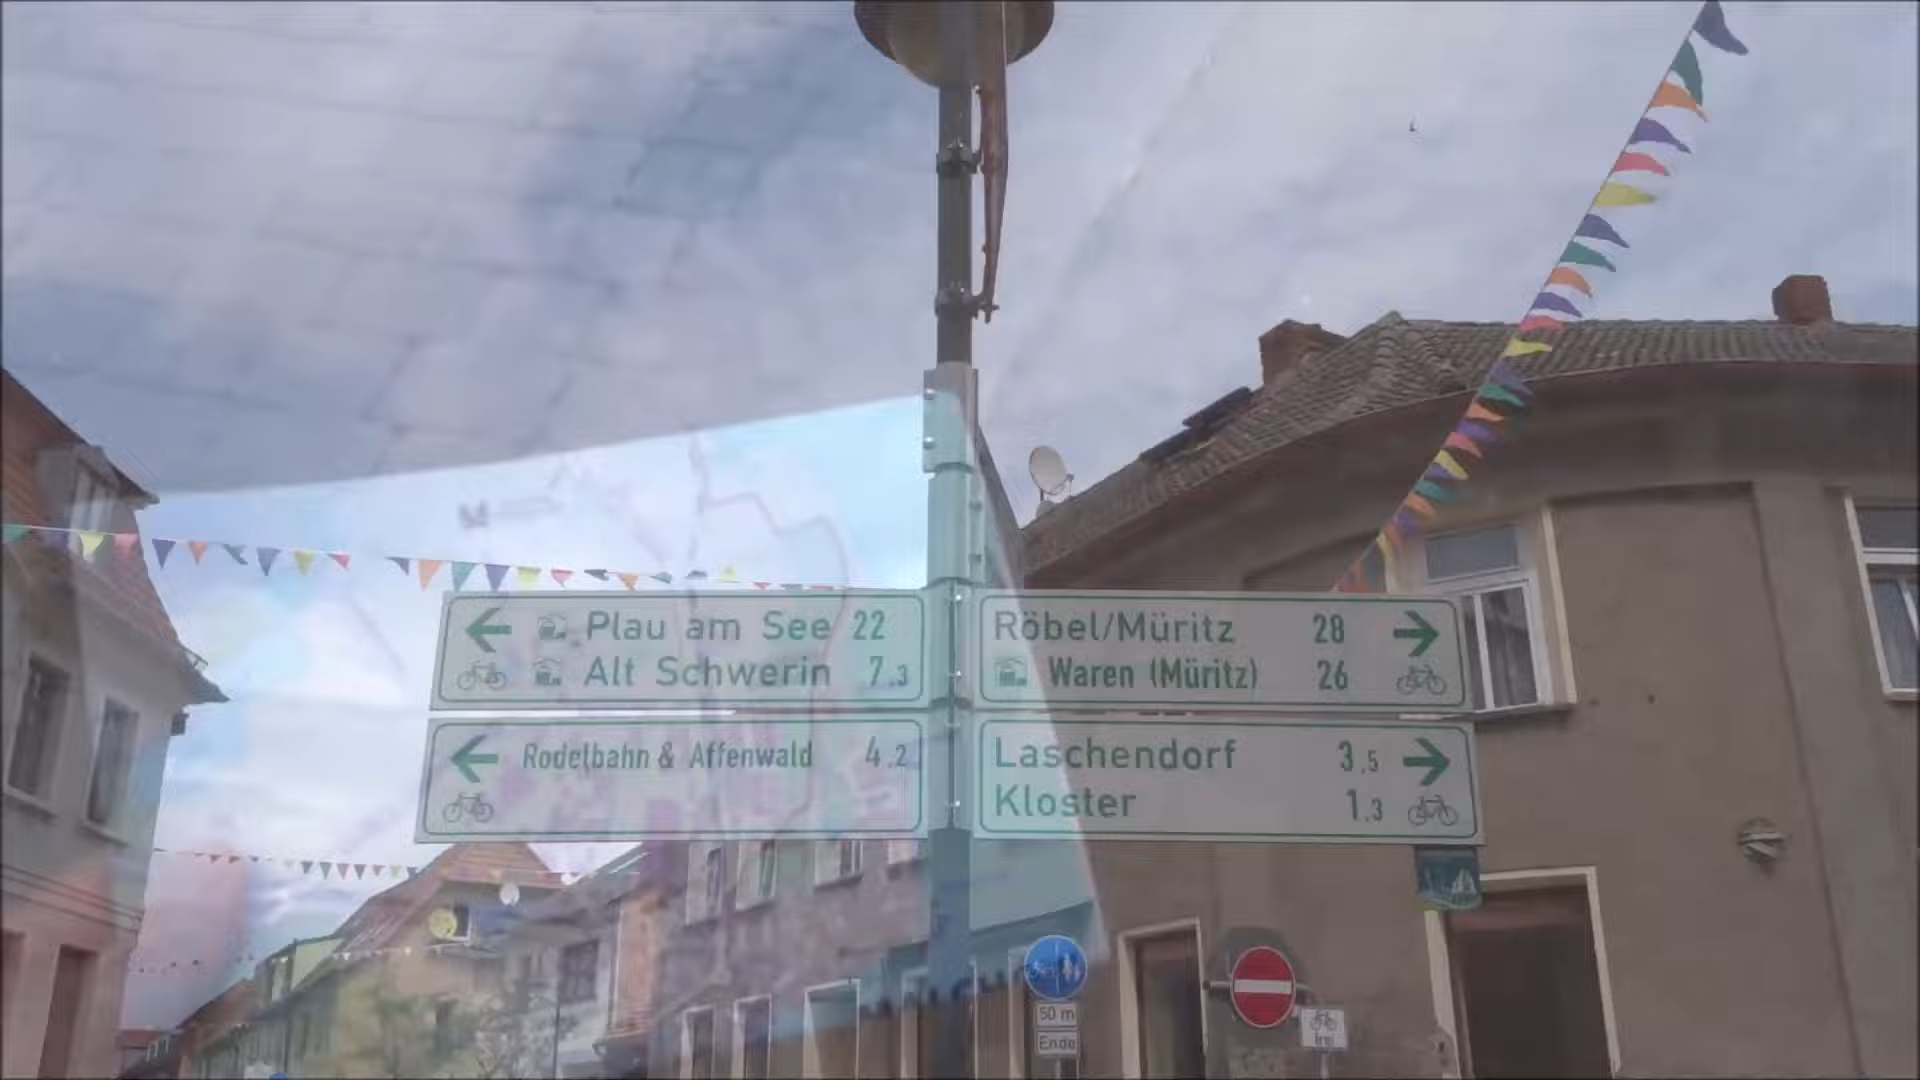 Plau am See 22
Alt Schwerin 7.3
Rodelbahn & Affenwald 4.2
Röbel/Müritz 28
Waren (Müritz) 26
Laschendorf 3,5
Kloster 1.3
50 m
Ende
frei